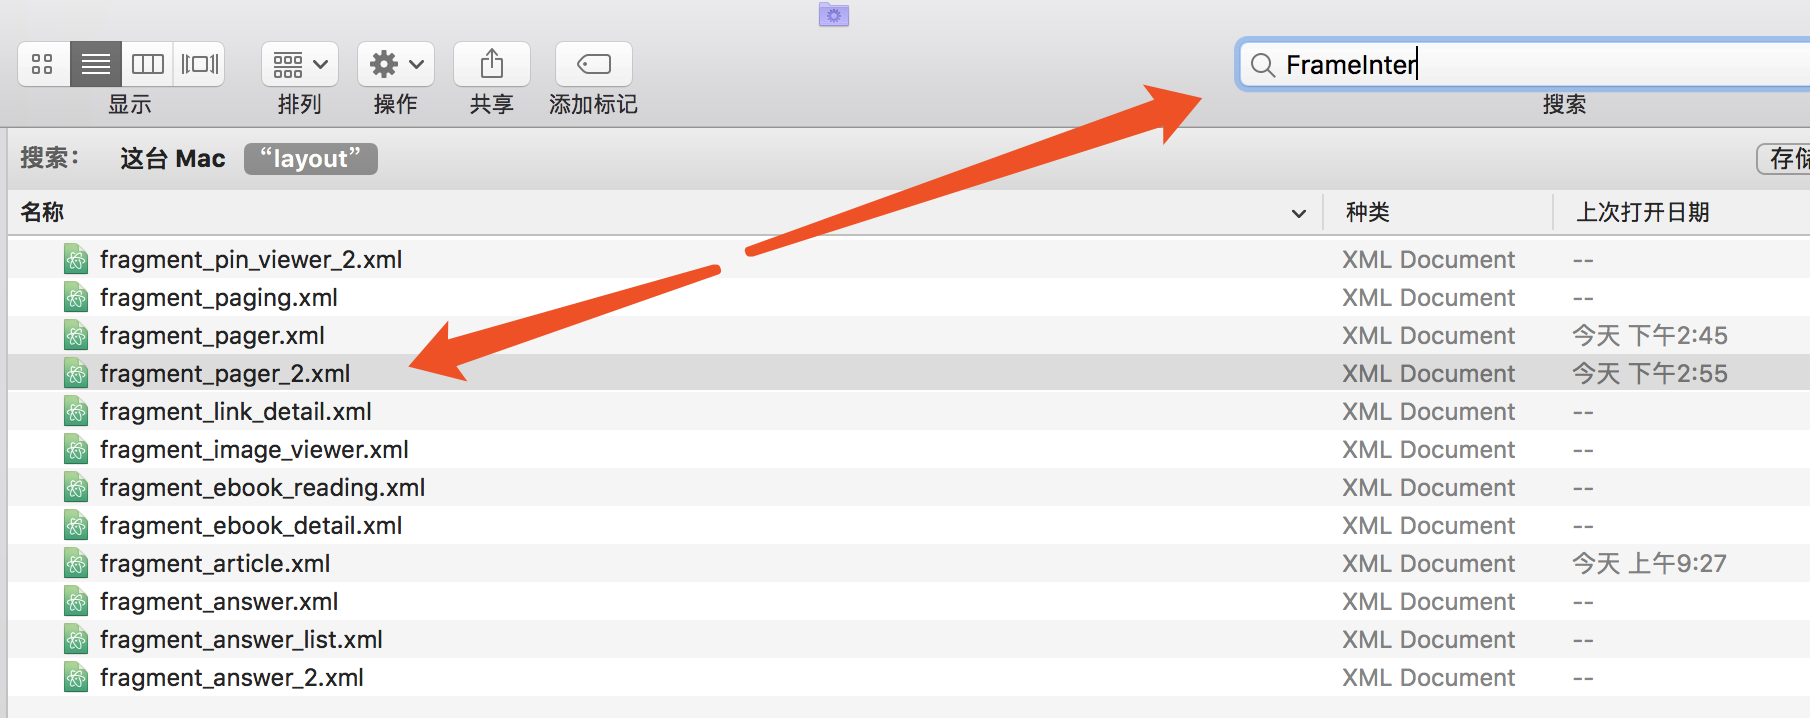 FrameInter
显示 排列 操作 共享 添加标记 搜索
搜索： 这台 Mac “layout” 存储
名称 种类 上次打开日期
fragment_pin_viewer_2.xml XML Document --
fragment_paging.xml XML Document --
fragment_pager.xml XML Document 今天 下午2:45
fragment_pager_2.xml XML Document 今天 下午2:55
fragment_link_detail.xml XML Document --
fragment_image_viewer.xml XML Document --
fragment_ebook_reading.xml XML Document --
fragment_ebook_detail.xml XML Document --
fragment_article.xml XML Document 今天 上午9:27
fragment_answer.xml XML Document --
fragment_answer_list.xml XML Document --
fragment_answer_2.xml XML Document --